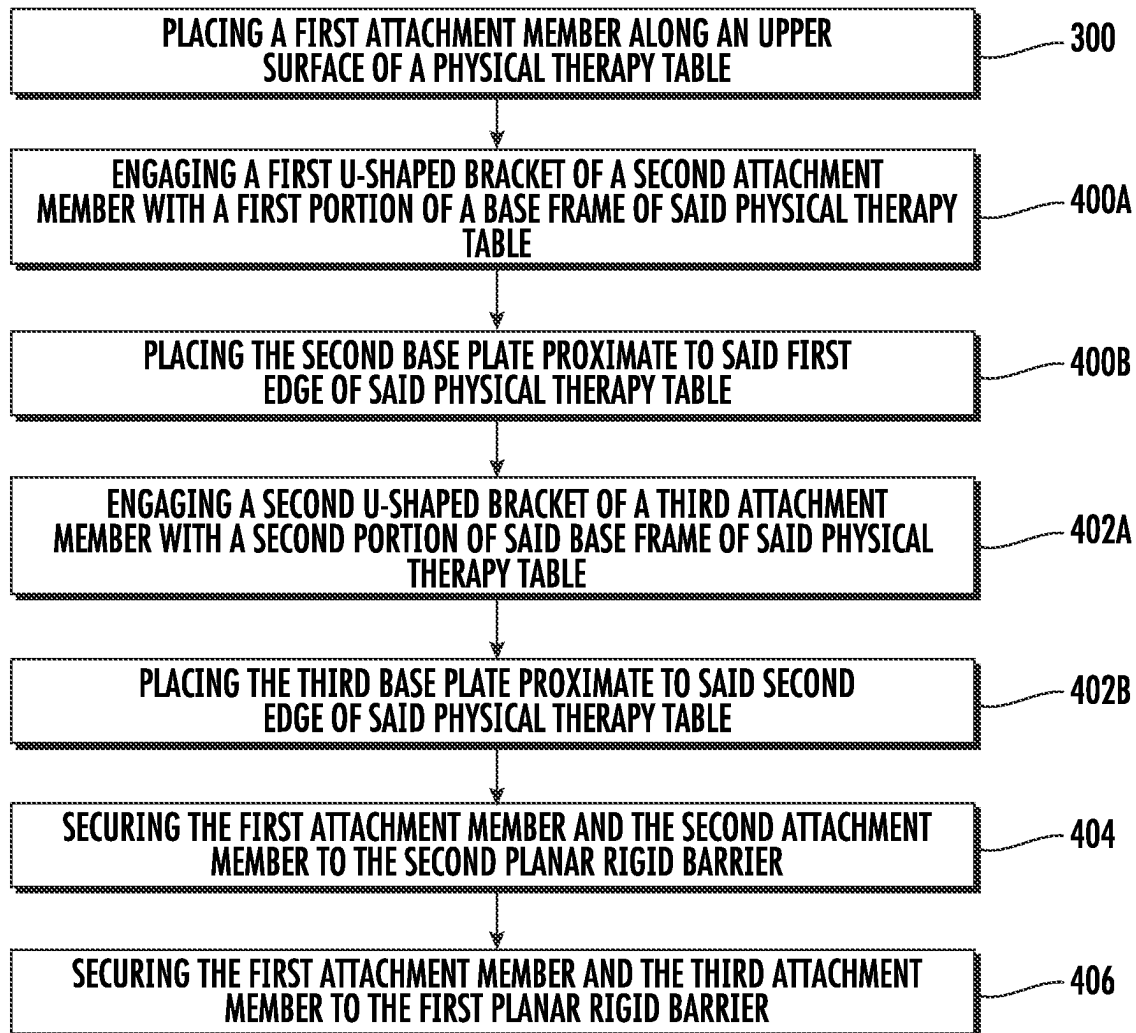 PLACING A FIRST ATTACHMENT MEMBER ALONG AN UPPER
SURFACE OF A PHYSICAL THERAPY TABLE
300
ENGAGING A FIRST U-SHAPED BRACKET OF A SECOND ATTACHMENT
MEMBER WITH A FIRST PORTION OF A BASE FRAME OF SAID PHYSICAL THERAPY
TABLE
400A
PLACING THE SECOND BASE PLATE PROXIMATE TO SAID FIRST
EDGE OF SAID PHYSICAL THERAPY TABLE
400B
ENGAGING A SECOND U-SHAPED BRACKET OF A THIRD ATTACHMENT
MEMBER WITH A SECOND PORTION OF SAID BASE FRAME OF SAID PHYSICAL
THERAPY TABLE
402A
PLACING THE THIRD BASE PLATE PROXIMATE TO SAID SECOND
EDGE OF SAID PHYSICAL THERAPY TABLE
402B
SECURING THE FIRST ATTACHMENT MEMBER AND THE SECOND ATTACHMENT
MEMBER TO THE SECOND PLANAR RIGID BARRIER
404
SECURING THE FIRST ATTACHMENT MEMBER AND THE THIRD ATTACHMENT
MEMBER TO THE FIRST PLANAR RIGID BARRIER
406